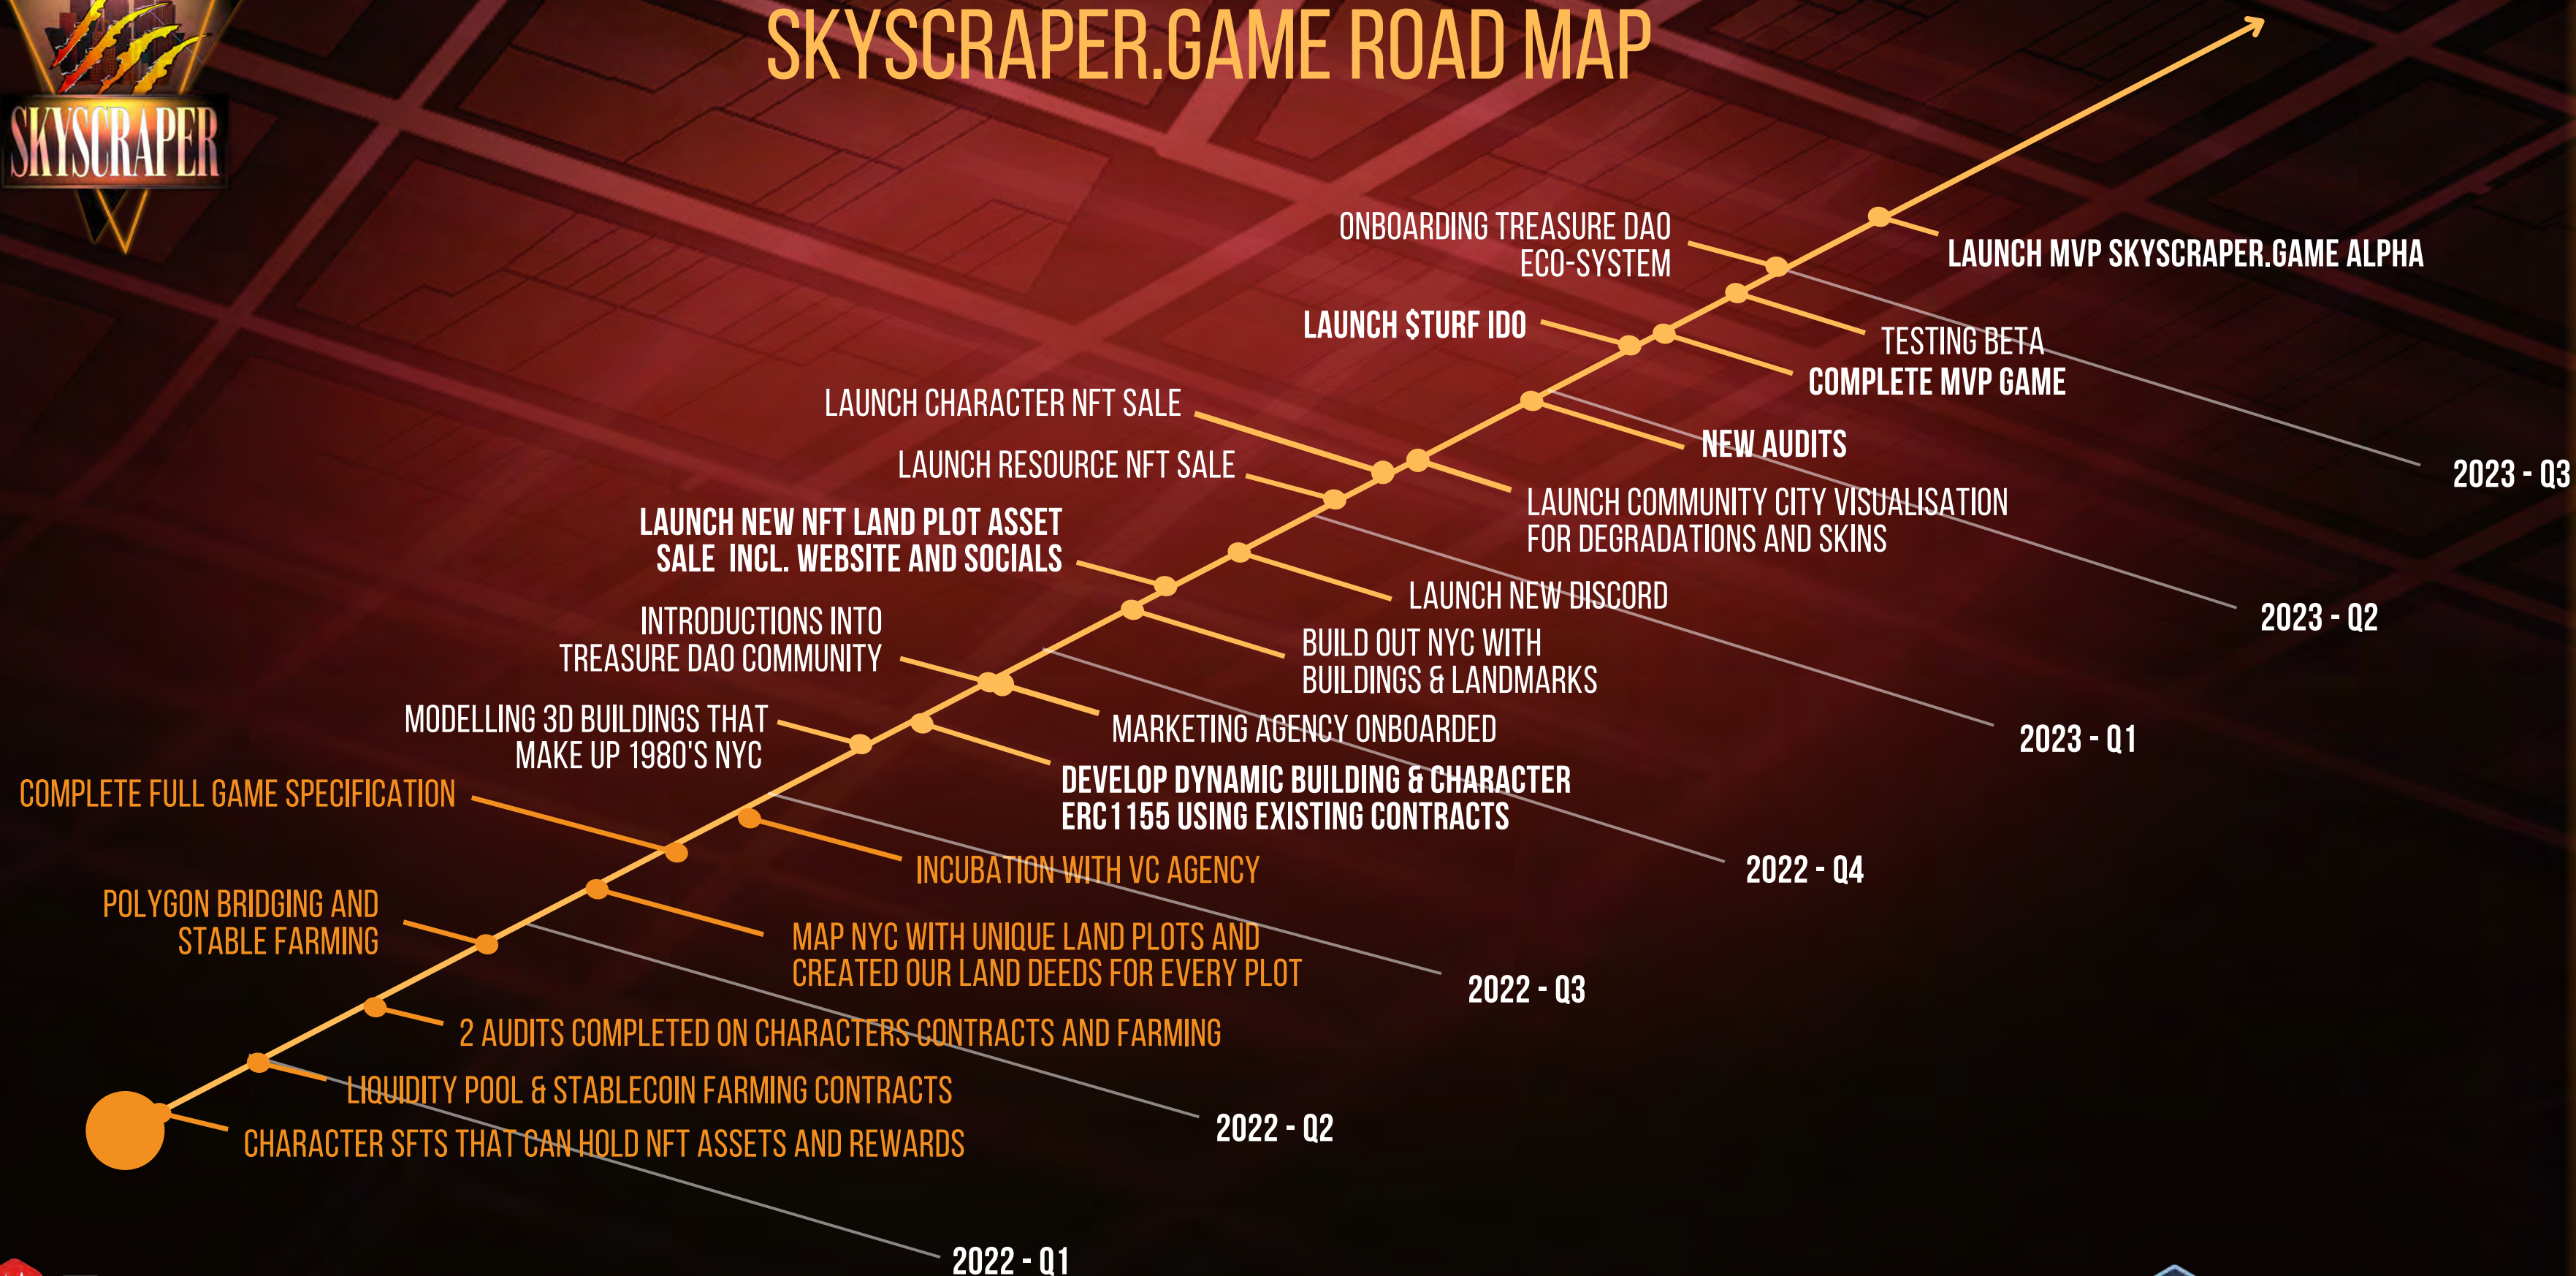 SKYSCRAPER.GAME ROAD MAP
SKYSCRAPER
ONBOARDING TREASURE DAO
ECO-SYSTEM
LAUNCH MVP SKYSCRAPER.GAME ALPHA
LAUNCH $TURF IDO
TESTING BETA
COMPLETE MVP GAME
LAUNCH CHARACTER NFT SALE
NEW AUDITS
LAUNCH RESOURCE NFT SALE
2023 - Q3
LAUNCH COMMUNITY CITY VISUALISATION
FOR DEGRADATIONS AND SKINS
LAUNCH NEW NFT LAND PLOT ASSET
SALE INCL. WEBSITE AND SOCIALS
LAUNCH NEW DISCORD
2023 - Q2
INTRODUCTIONS INTO
TREASURE DAO COMMUNITY
BUILD OUT NYC WITH
BUILDINGS & LANDMARKS
MODELLING 3D BUILDINGS THAT
MAKE UP 1980'S NYC
MARKETING AGENCY ONBOARDED
2023 - Q1
DEVELOP DYNAMIC BUILDING & CHARACTER
ERC1155 USING EXISTING CONTRACTS
COMPLETE FULL GAME SPECIFICATION
INCUBATION WITH VC AGENCY
2022 - Q4
POLYGON BRIDGING AND
STABLE FARMING
MAP NYC WITH UNIQUE LAND PLOTS AND
CREATED OUR LAND DEEDS FOR EVERY PLOT
2022 - Q3
2 AUDITS COMPLETED ON CHARACTERS CONTRACTS AND FARMING
LIQUIDITY POOL & STABLECOIN FARMING CONTRACTS
2022 - Q2
CHARACTER SFTS THAT CAN HOLD NFT ASSETS AND REWARDS
2022 - Q1